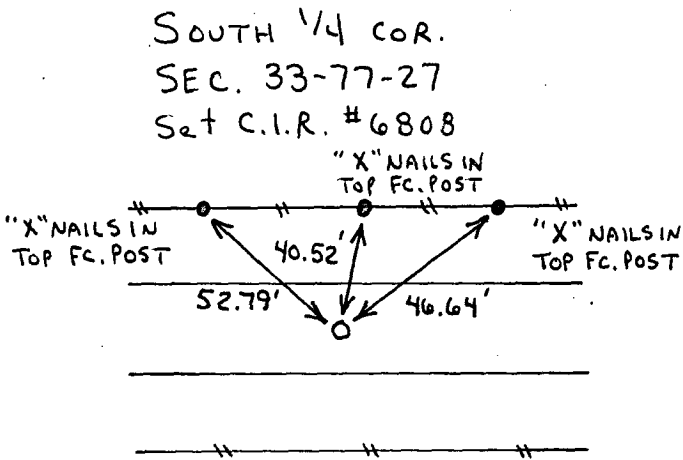 SOUTH 1/4 COR.
SEC. 33-77-27
Set C.I.R. #6808
"X" NAILS IN
TOP FC. POST
"X" NAILS IN
TOP FC. POST
"X" NAILS IN
TOP FC. POST
40.52'
52.79'
46.64'